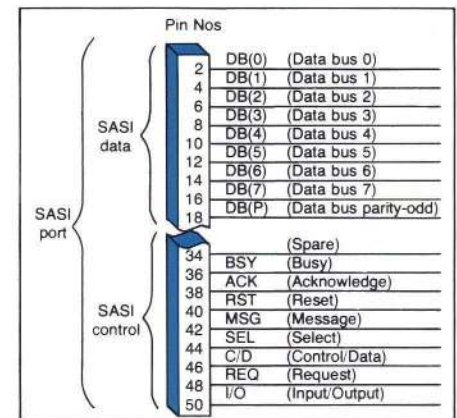 Pin Nos
SASI port
SASI data
2 DB(0) (Data bus 0)
4 DB(1) (Data bus 1)
6 DB(2) (Data bus 2)
8 DB(3) (Data bus 3)
10 DB(4) (Data bus 4)
12 DB(5) (Data bus 5)
14 DB(6) (Data bus 6)
16 DB(7) (Data bus 7)
18 DB(P) (Data bus parity-odd)
SASI control
34 (Spare)
36 BSY (Busy)
38 ACK (Acknowledge)
40 RST (Reset)
42 MSG (Message)
44 SEL (Select)
46 C/D (Control/Data)
48 REQ (Request)
50 I/O (Input/Output)